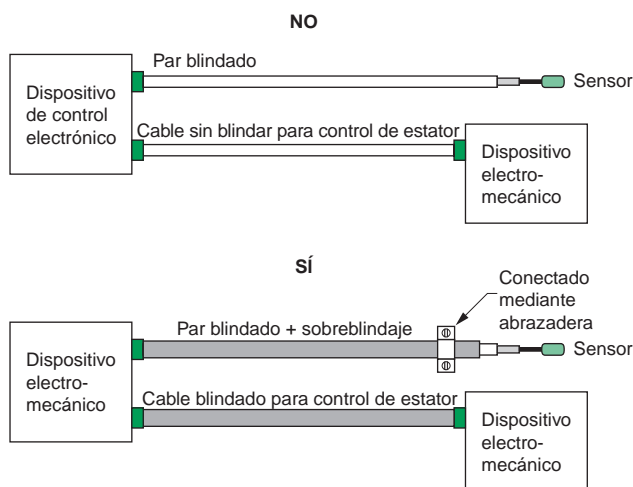 NO
Par blindado
Dispositivo
de control
electrónico
Sensor
Cable sin blindar para control de estator
Dispositivo
electro-
mecánico
SÍ
Conectado
mediante
abrazadera
Par blindado + sobreblindaje
Dispositivo
electro-
mecánico
Sensor
Cable blindado para control de estator
Dispositivo
electro-
mecánico